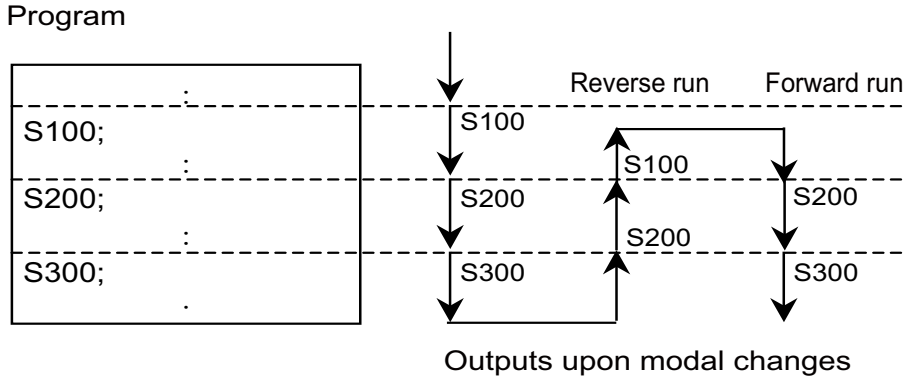 Program
Reverse run
Forward run
:
S100;
S100
:
S100
S200;
S200
S200
:
S200
S300;
S300
S300
.
Outputs upon modal changes